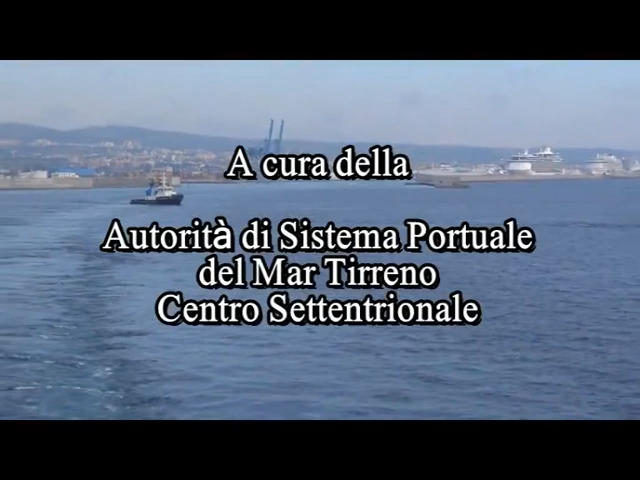 A cura della
Autorità di Sistema Portuale
del Mar Tirreno
Centro Settentrionale